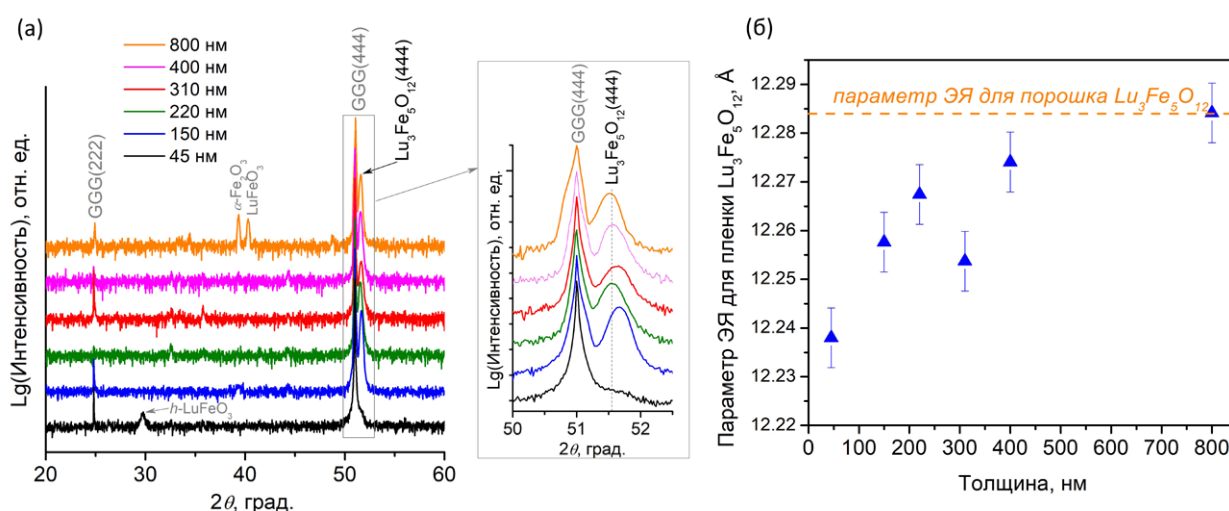 (а)
800 нм
400 нм
310 нм
220 нм
150 нм
45 нм
GGG(222)
α-Fe₂O₃
LuFeO₃
h-LuFeO₃
GGG(444)
Lu₃Fe₅O₁₂(444)
Lg(Интенсивность), отн. ед.
20 30 40 50 60
2θ, град.
GGG(444)
Lu₃Fe₅O₁₂(444)
Lg(Интенсивность), отн. ед.
50 51 52
2θ, град.
(б)
Параметр ЭЯ для пленки Lu₃Fe₅O₁₂, Å
12.29
12.28
12.27
12.26
12.25
12.24
12.23
12.22
параметр ЭЯ для порошка Lu₃Fe₅O₁₂
0 100 200 300 400 500 600 700 800
Толщина, нм